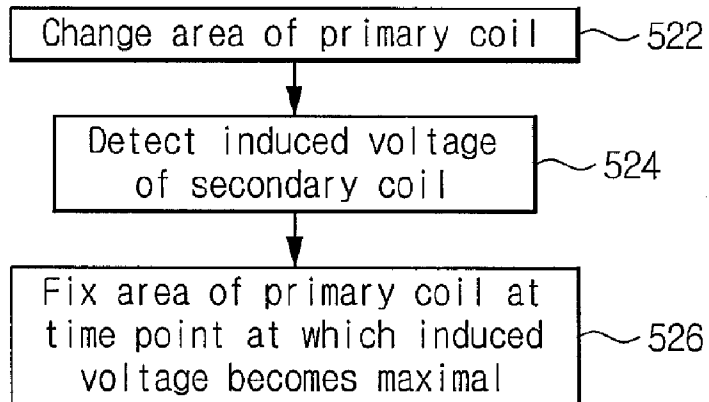 Change area of primary coil
522
Detect induced voltage
of secondary coil
524
Fix area of primary coil at
time point at which induced
voltage becomes maximal
526